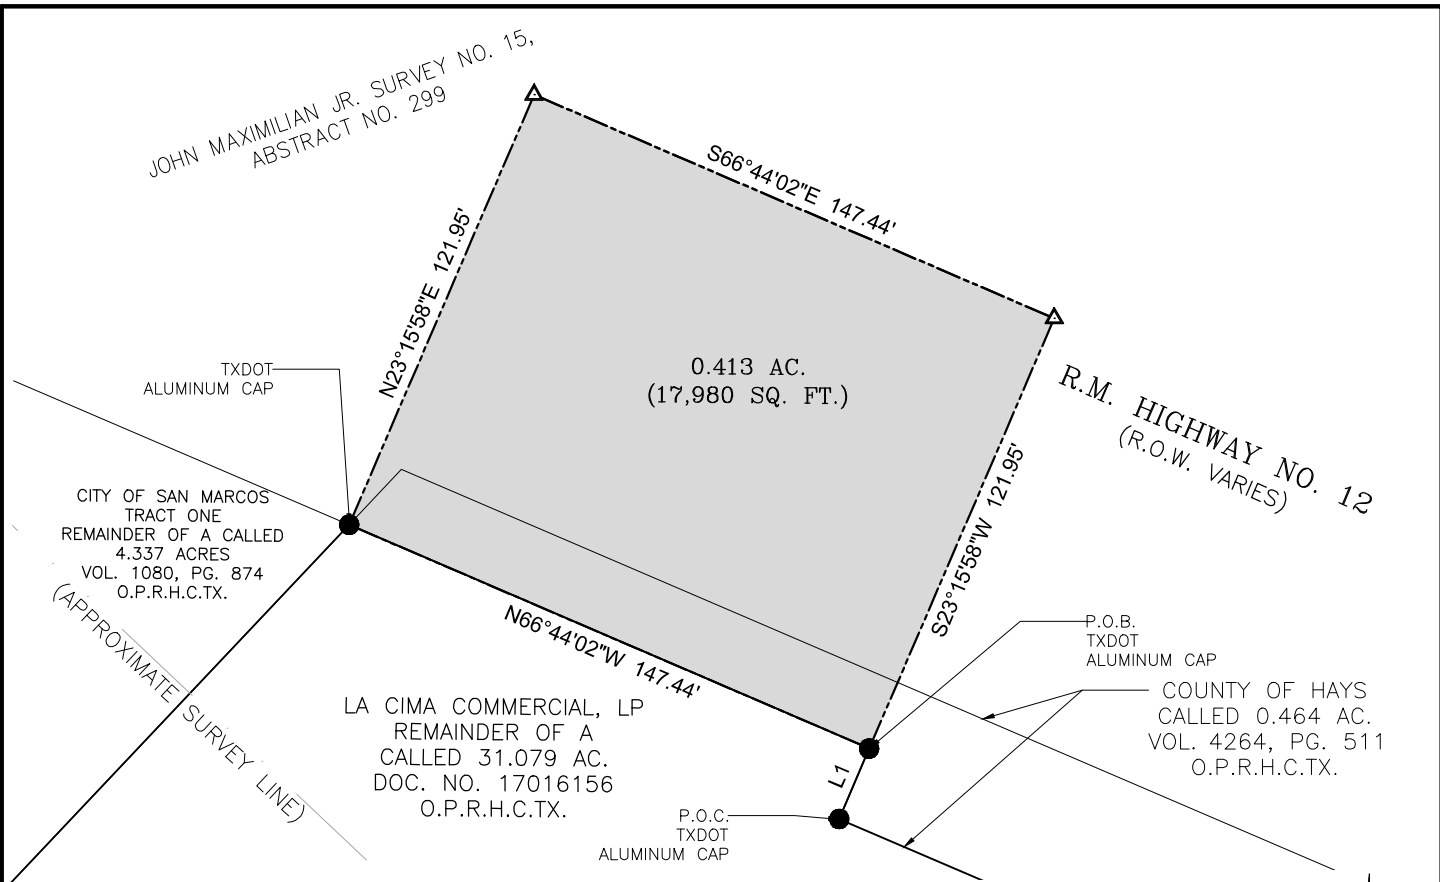 JOHN MAXIMILIAN JR. SURVEY NO. 15,
ABSTRACT NO. 299
S66°44'02"E 147.44'
N23°15'58"E 121.95'
0.413 AC.
(17,980 SQ. FT.)
TXDOT
ALUMINUM CAP
R.M. HIGHWAY NO. 12
(R.O.W. VARIES)
S23°15'58"W 121.95'
CITY OF SAN MARCOS
TRACT ONE
REMAINDER OF A CALLED
4.337 ACRES
VOL. 1080, PG. 874
O.P.R.H.C.TX.
(APPROXIMATE SURVEY LINE)
N66°44'02"W 147.44'
P.O.B.
TXDOT
ALUMINUM CAP
LA CIMA COMMERCIAL, LP
REMAINDER OF A
CALLED 31.079 AC.
DOC. NO. 17016156
O.P.R.H.C.TX.
COUNTY OF HAYS
CALLED 0.464 AC.
VOL. 4264, PG. 511
O.P.R.H.C.TX.
L1
P.O.C.
TXDOT
ALUMINUM CAP